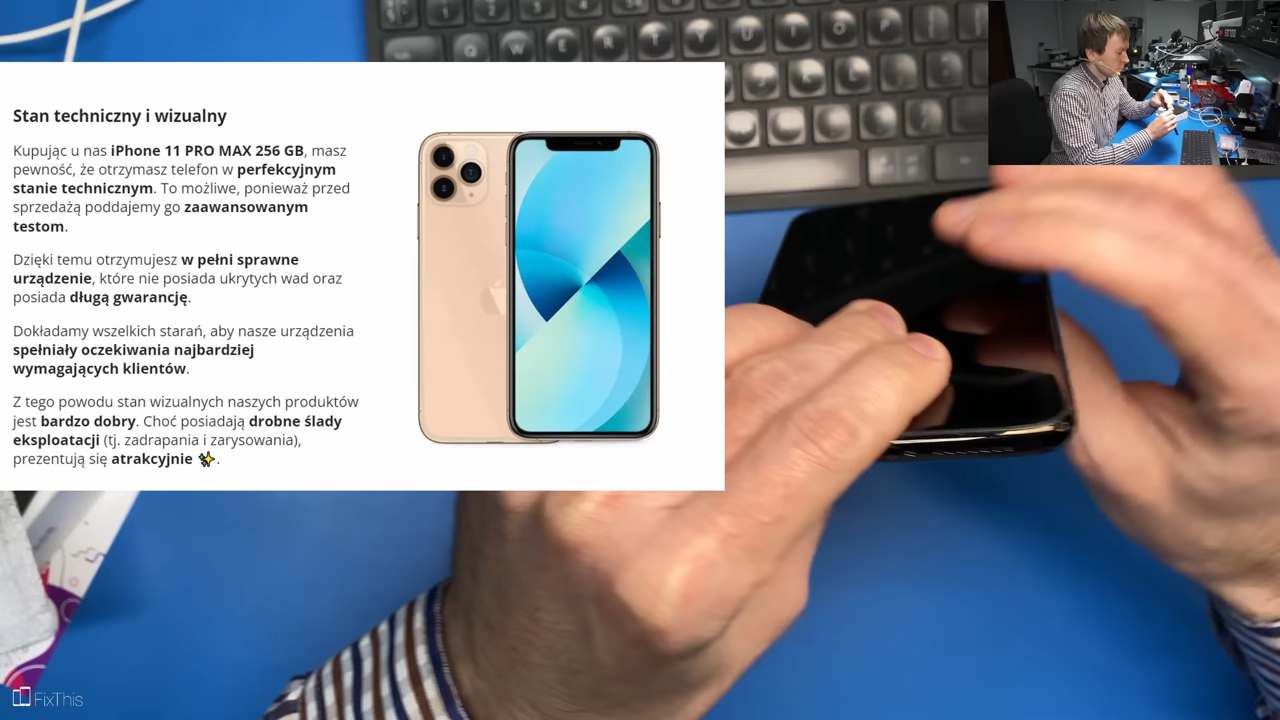 Stan techniczny i wizualny
Kupując u nas iPhone 11 PRO MAX 256 GB, masz
pewność, że otrzymasz telefon w perfekcyjnym
stanie technicznym. To możliwe, ponieważ przed
sprzedażą poddajemy go zaawansowanym
testom.
Dzięki temu otrzymujesz w pełni sprawne
urządzenie, które nie posiada ukrytych wad oraz
posiada długą gwarancję.
Dokładamy wszelkich starań, aby nasze urządzenia
spełniały oczekiwania najbardziej
wymagających klientów.
Z tego powodu stan wizualnych naszych produktów
jest bardzo dobry. Choć posiadają drobne ślady
eksploatacji (tj. zadrapania i zarysowania),
prezentują się atrakcyjnie ✨.
Q W E R T Y U I O P
FixThis